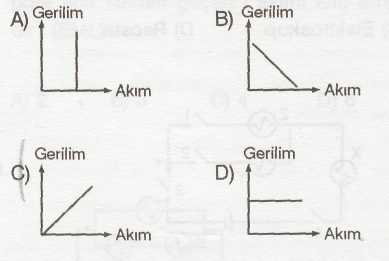 A) Gerilim
Akım
B) Gerilim
Akım
C) Gerilim
Akım
D) Gerilim
Akım